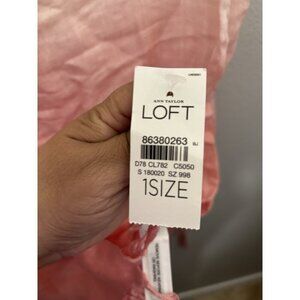 ANN TAYLOR
LOFT
86380263
D78 CL782 C5050
S 180020 SZ 998
1SIZE